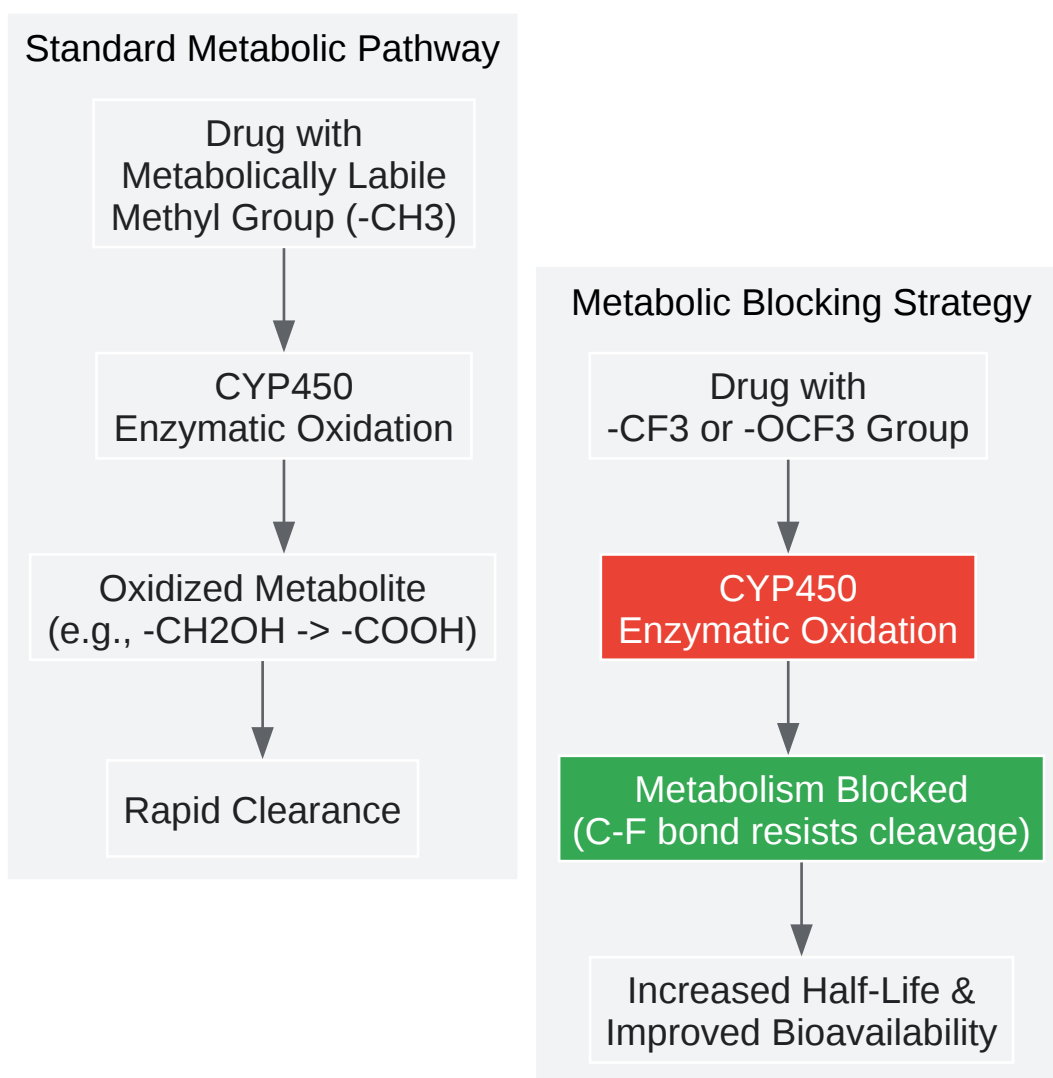 Standard Metabolic Pathway
Drug with
Metabolically Labile
Methyl Group (-CH3)
CYP450
Enzymatic Oxidation
Oxidized Metabolite
(e.g., -CH2OH -> -COOH)
Rapid Clearance
Metabolic Blocking Strategy
Drug with
-CF3 or -OCF3 Group
CYP450
Enzymatic Oxidation
Metabolism Blocked
(C-F bond resists cleavage)
Increased Half-Life &
Improved Bioavailability